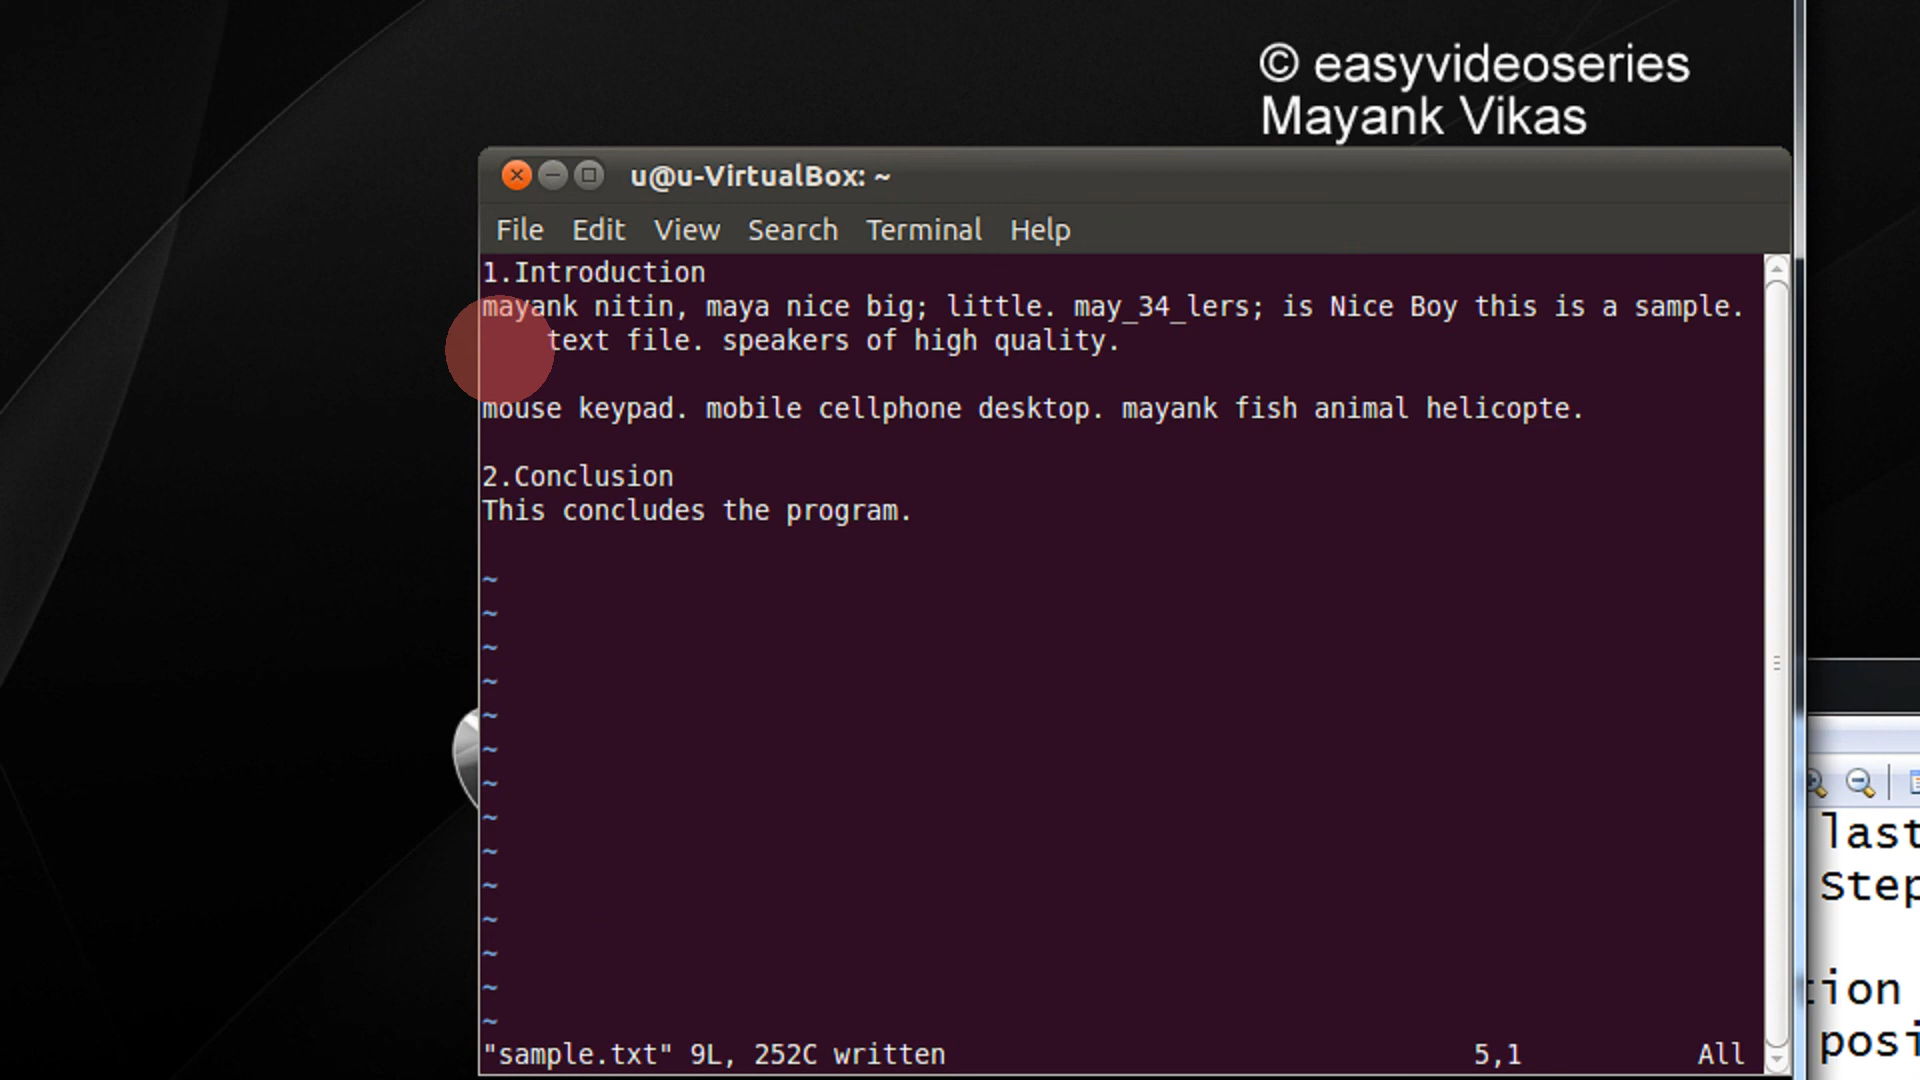 © easyvideoseries
Mayank Vikas
u@u-VirtualBox: ~
File Edit View Search Terminal Help
1.Introduction
mayank nitin, maya nice big; little. may_34_lers; is Nice Boy this is a sample.
text file. speakers of high quality.
mouse keypad. mobile cellphone desktop. mayank fish animal helicopte.
2.Conclusion
This concludes the program.
~
~
~
~
~
~
~
~
~
~
~
~
~
~
"sample.txt" 9L, 252C written 5,1 All
last
Step
tion
posi